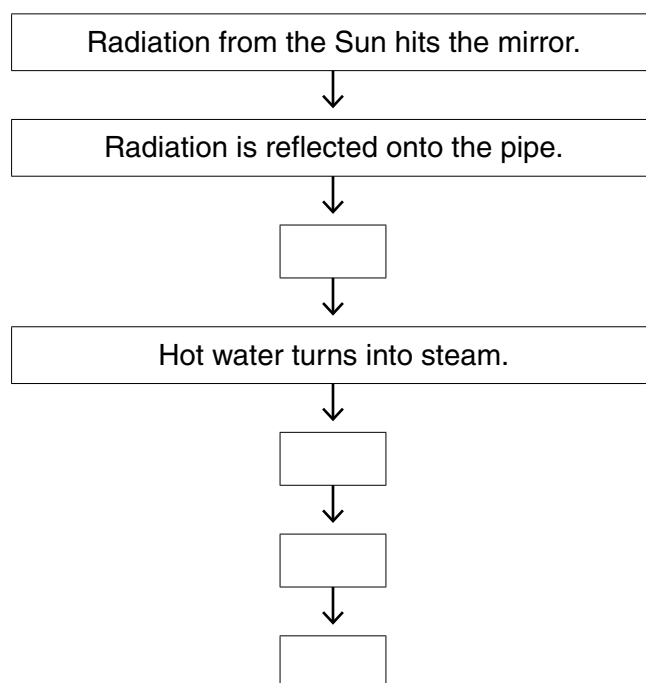 Radiation from the Sun hits the mirror.
Radiation is reflected onto the pipe.
Hot water turns into steam.